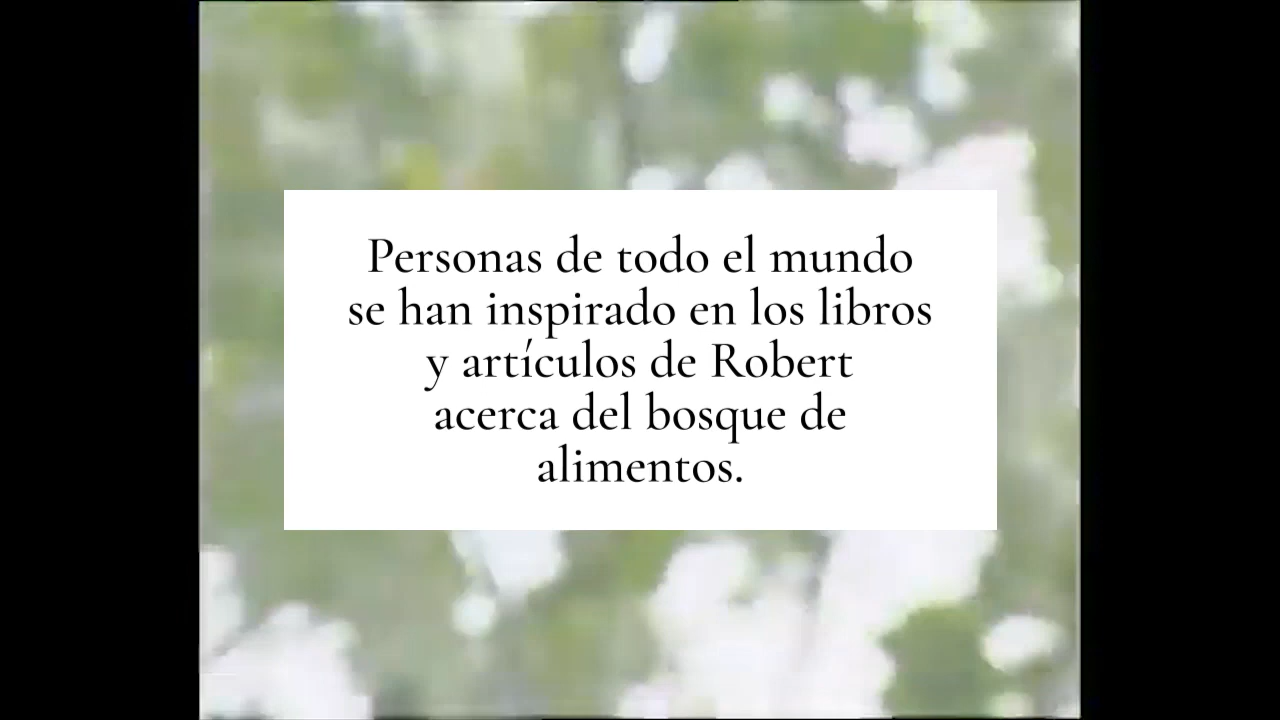 Personas de todo el mundo
se han inspirado en los libros
y artículos de Robert
acerca del bosque de
alimentos.